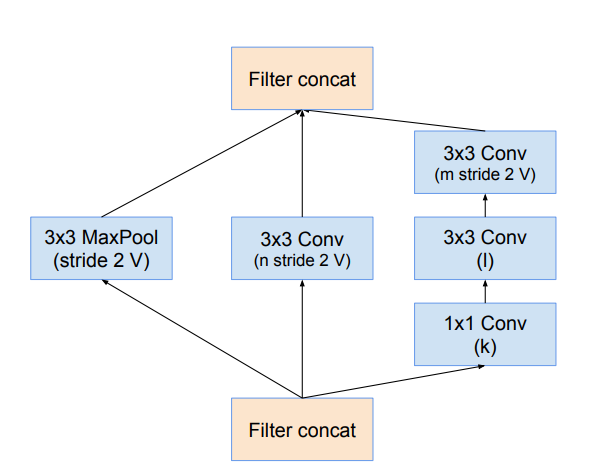 Filter concat
3x3 Conv
(m stride 2 V)
3x3 MaxPool
(stride 2 V)
3x3 Conv
(n stride 2 V)
3x3 Conv
(l)
1x1 Conv
(k)
Filter concat